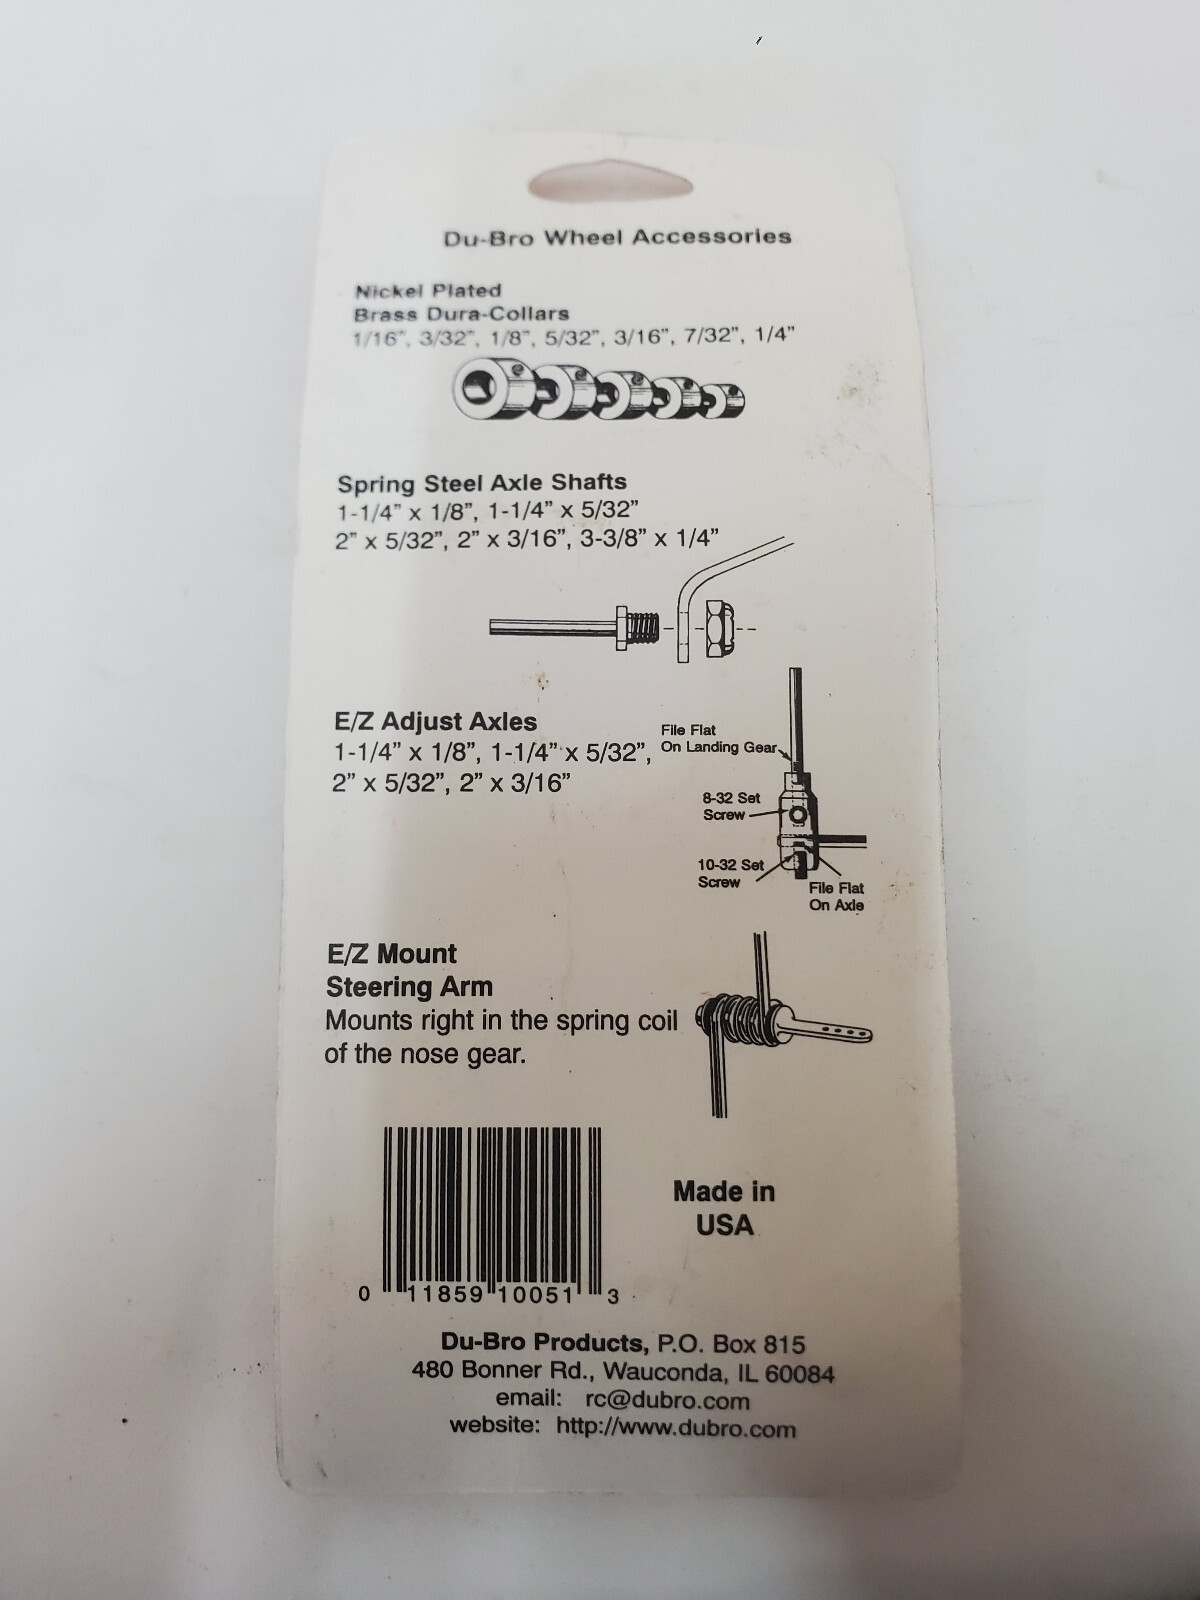 Du-Bro Wheel Accessories
Nickel Plated
Brass Dura-Collars
1/16", 3/32", 1/8", 5/32", 3/16", 7/32", 1/4"
Spring Steel Axle Shafts
1-1/4" x 1/8", 1-1/4" x 5/32"
2" x 5/32", 2" x 3/16", 3-3/8" x 1/4"
E/Z Adjust Axles
1-1/4" x 1/8", 1-1/4" x 5/32",
2" x 5/32", 2" x 3/16"
File Flat
On Landing Gear
8-32 Set
Screw
10-32 Set
Screw
File Flat
On Axle
E/Z Mount
Steering Arm
Mounts right in the spring coil
of the nose gear.
0 11859 10051 3
Made in
USA
Du-Bro Products, P.O. Box 815
480 Bonner Rd., Wauconda, IL 60084
email: rc@dubro.com
website: http://www.dubro.com